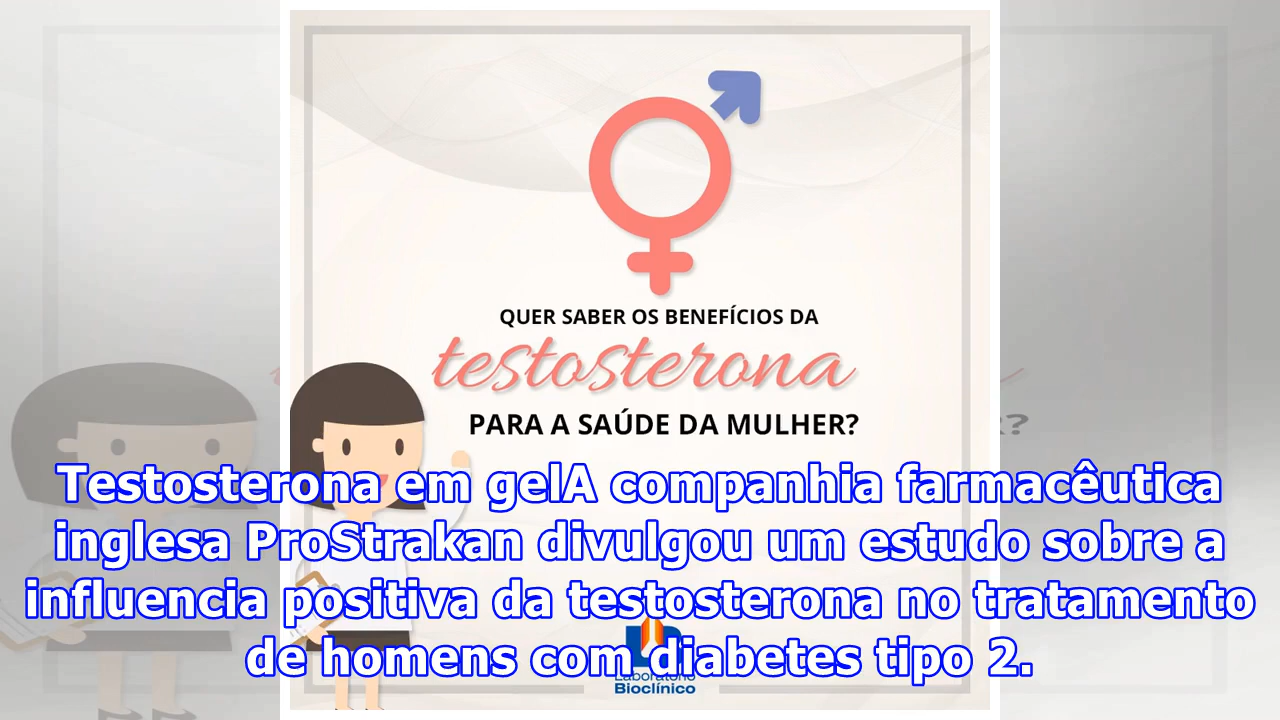 QUER SABER OS BENEFÍCIOS DA
testosterona
PARA A SAÚDE DA MULHER?
Testosterona em gelA companhia farmacêutica
inglesa ProStrakan divulgou um estudo sobre a
influencia positiva da testosterona no tratamento
de homens com diabetes tipo 2.
Laboratório
Bioclínico